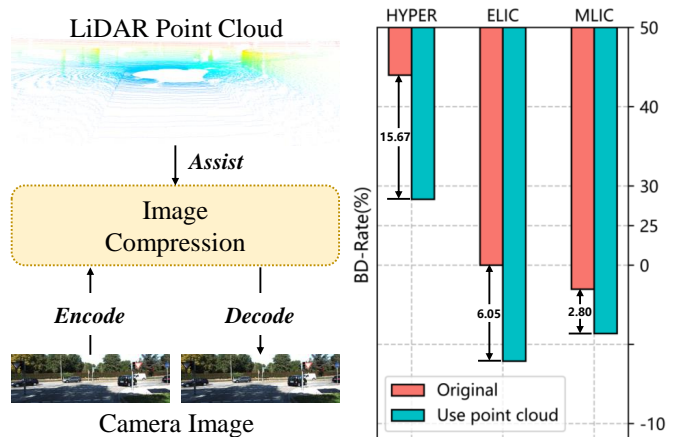 LiDAR Point Cloud
Assist
Image
Compression
Encode
Decode
Camera Image
HYPER
ELIC
MLIC
50
40
30
25
0
-10
BD-Rate(%)
15.67
6.05
2.80
Original
Use point cloud